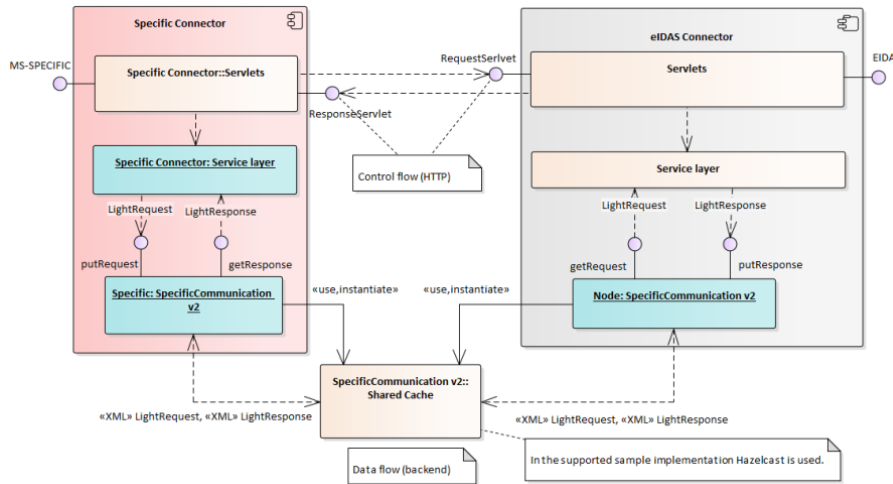 Specific Connector
eIDAS Connector
MS-SPECIFIC
Specific Connector::Servlets
RequestSerlvet
Servlets
EIDA
ResponseServlet
Specific Connector: Service layer
Control flow (HTTP)
Service layer
LightRequest
LightResponse
LightRequest
LightResponse
putRequest
getResponse
getRequest
putResponse
Specific: SpecificCommunication
v2
«use,instantiate»
«use,instantiate»
Node: SpecificCommunication v2
SpecificCommunication v2::
Shared Cache
«XML» LightRequest, «XML» LightResponse
«XML» LightRequest, «XML» LightResponse
Data flow (backend)
In the supported sample implementation Hazelcast is used.